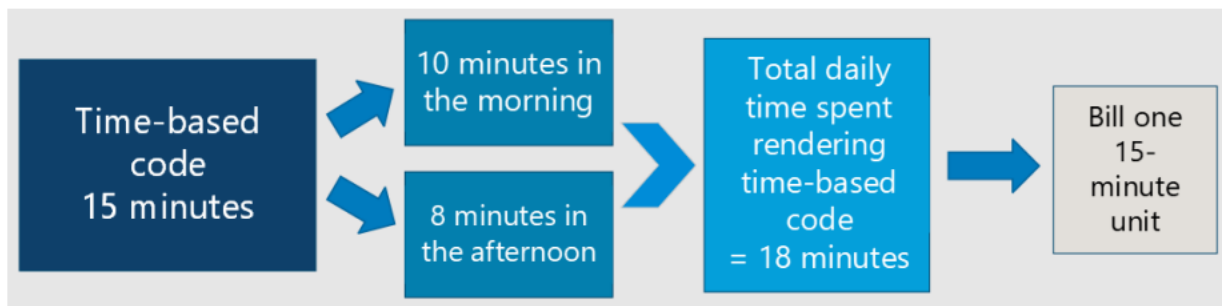 Time-based
code
15 minutes
10 minutes in
the morning
8 minutes in
the afternoon
Total daily
time spent
rendering
time-based
code
= 18 minutes
Bill one
15-
minute
unit